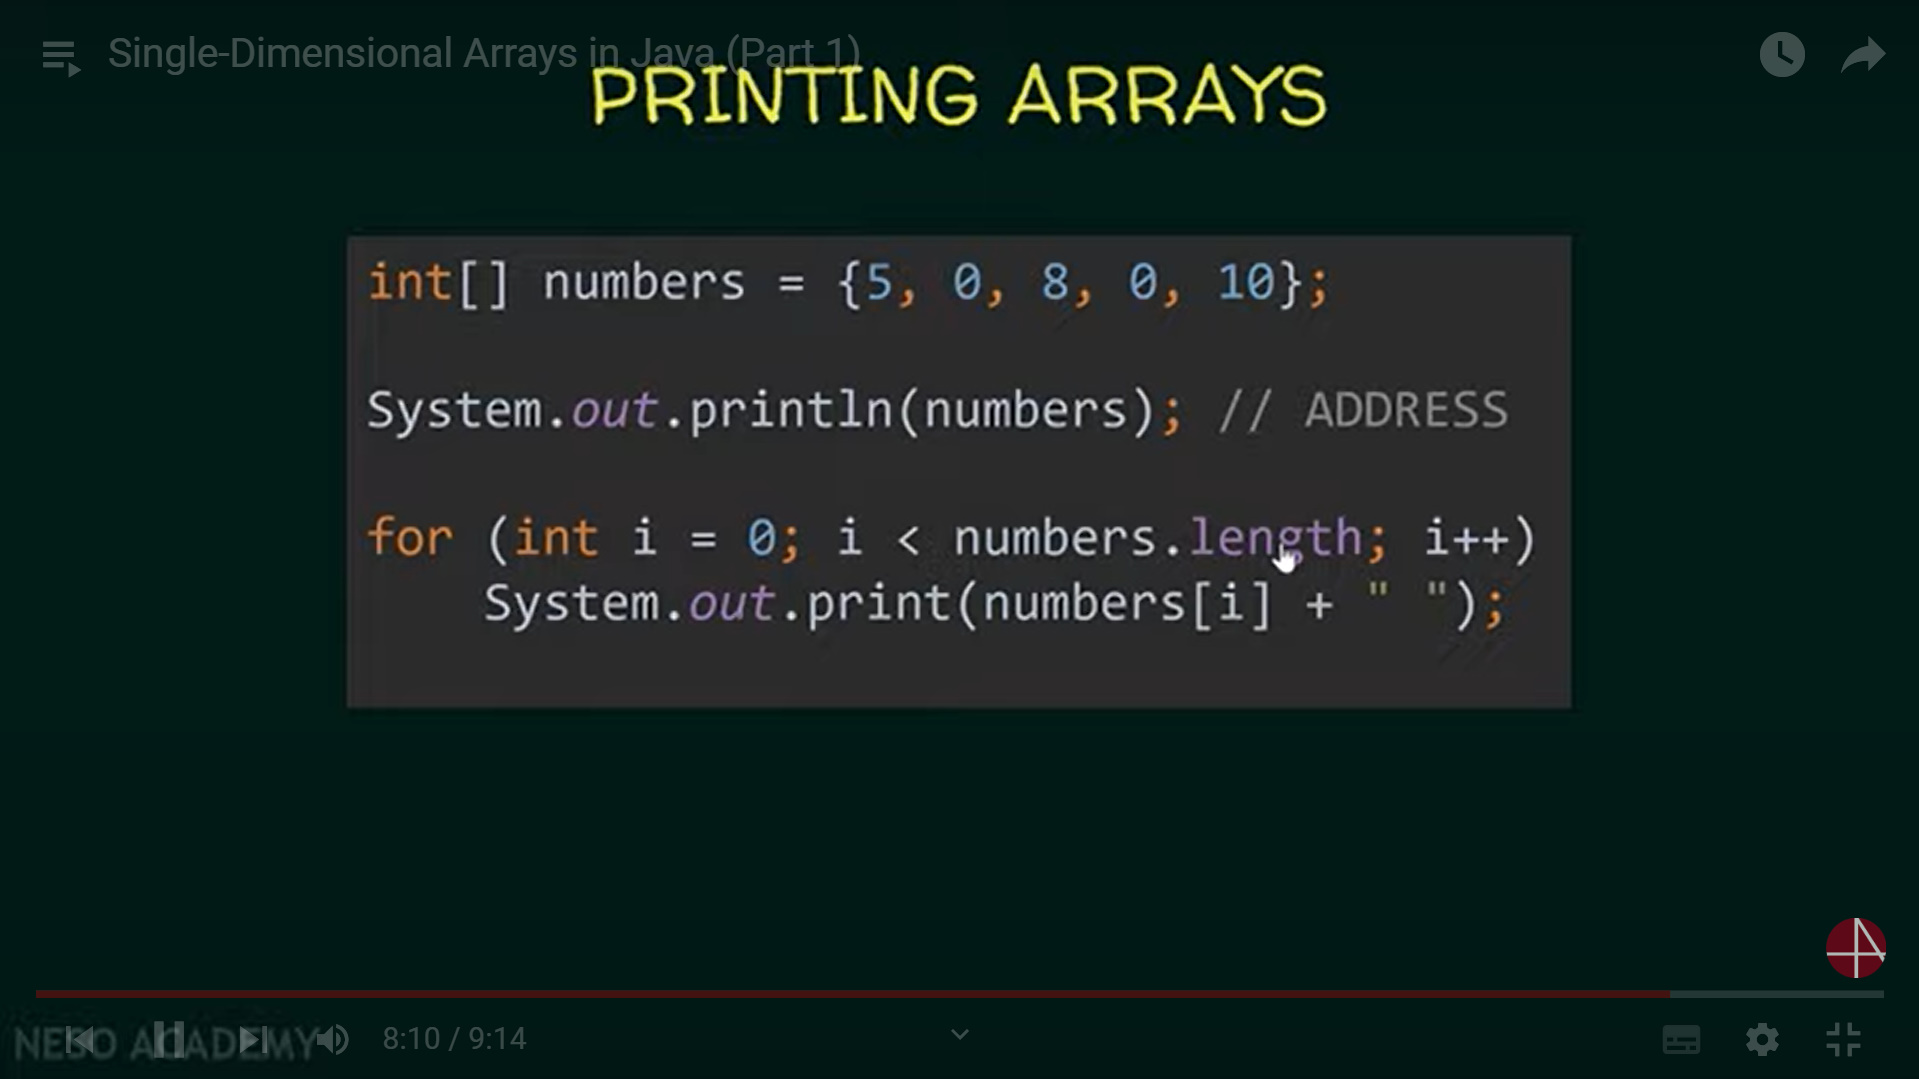 Single-Dimensional Arrays in Java (Part 1)
PRINTING ARRAYS
int[] numbers = {5, 0, 8, 0, 10};
System.out.println(numbers); // ADDRESS
for (int i = 0; i < numbers.length; i++)
System.out.print(numbers[i] + " ");
NESO ACADEMY
8:10 / 9:14